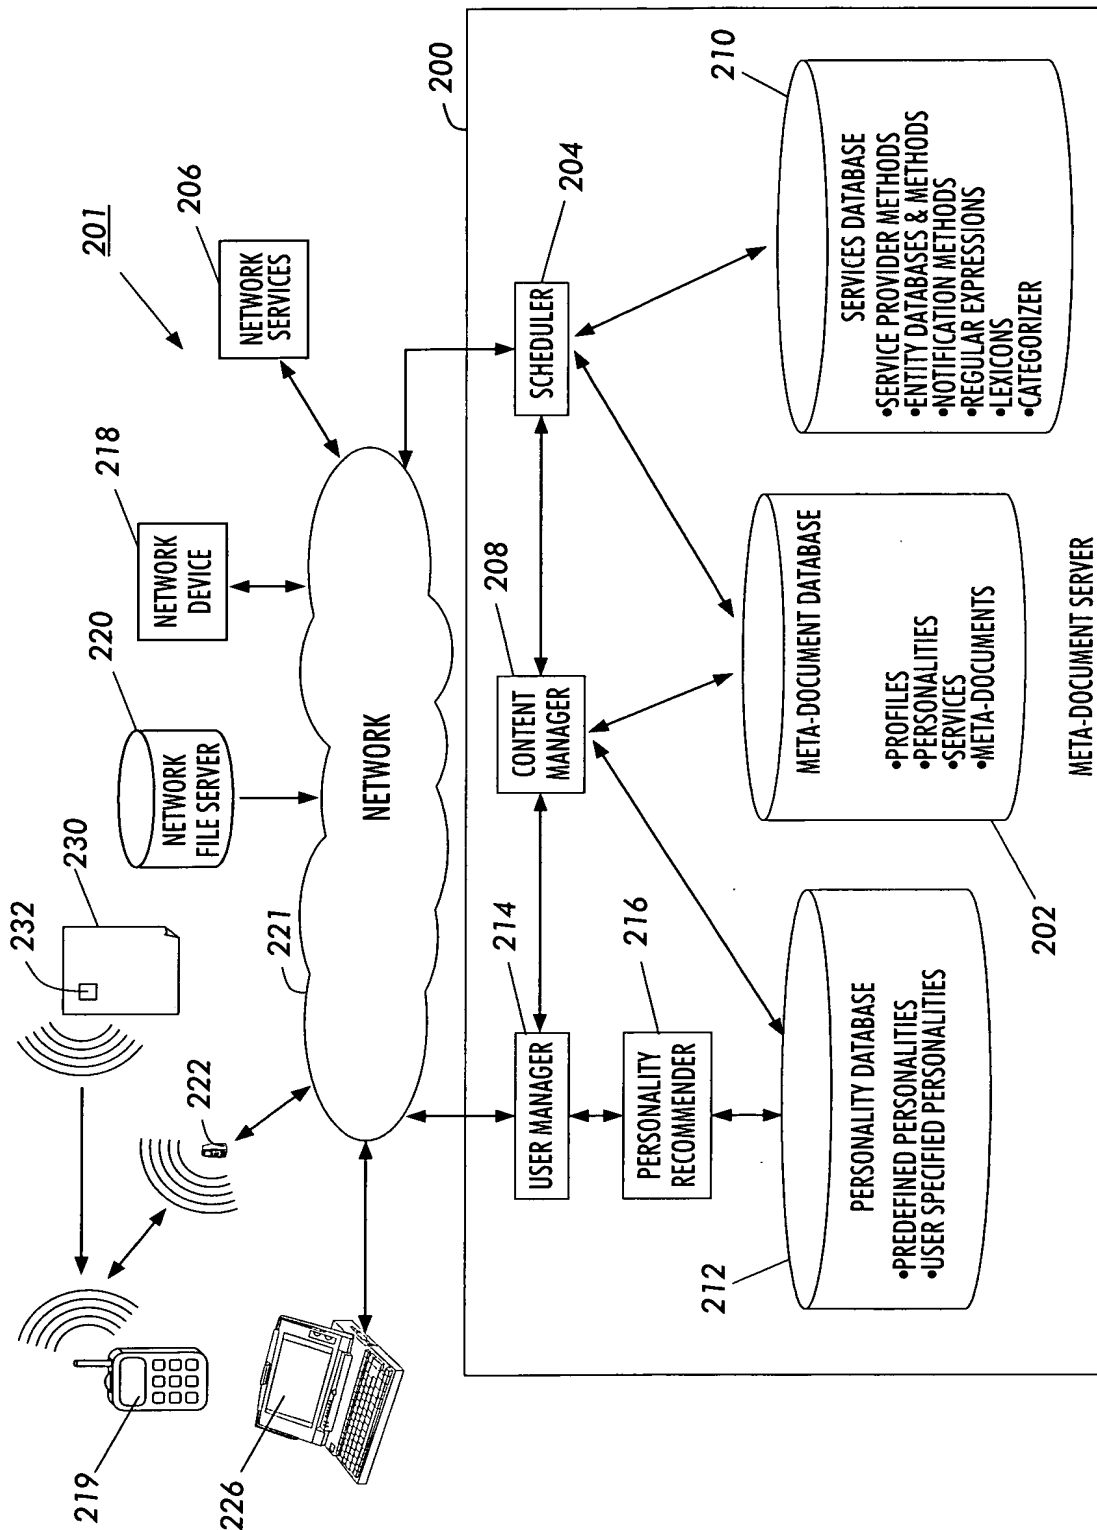 201
232
230
220
218
206
NETWORK
SERVICES
NETWORK
DEVICE
NETWORK
FILE SERVER
219
222
226
221
NETWORK
200
214
USER MANAGER
208
CONTENT
MANAGER
204
SCHEDULER
216
PERSONALITY
RECOMMENDER
212
PERSONALITY DATABASE
•PREDEFINED PERSONALITIES
•USER SPECIFIED PERSONALITIES
META-DOCUMENT DATABASE
•PROFILES
•PERSONALITIES
•SERVICES
•META-DOCUMENTS
202
210
SERVICES DATABASE
•SERVICE PROVIDER METHODS
•ENTITY DATABASES & METHODS
•NOTIFICATION METHODS
•REGULAR EXPRESSIONS
•LEXICONS
•CATEGORIZER
META-DOCUMENT SERVER